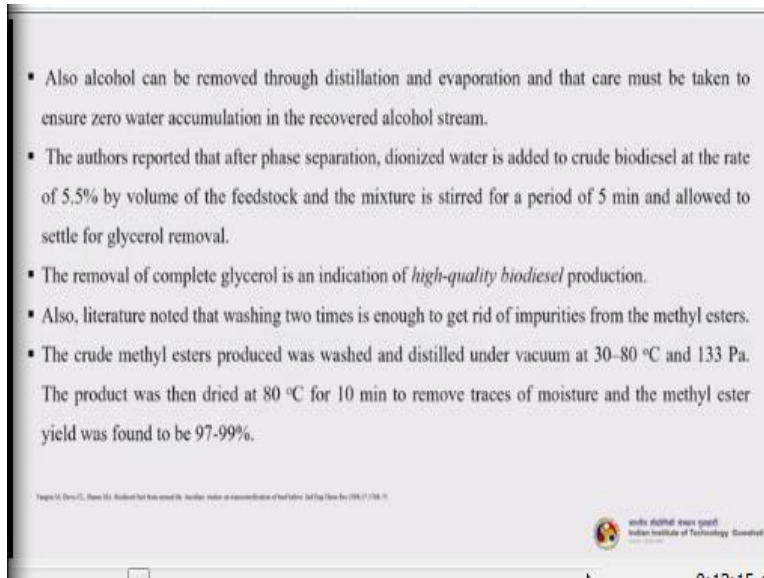 ▪ Also alcohol can be removed through distillation and evaporation and that care must be taken to
ensure zero water accumulation in the recovered alcohol stream.
▪ The authors reported that after phase separation, dionized water is added to crude biodiesel at the rate
of 5.5% by volume of the feedstock and the mixture is stirred for a period of 5 min and allowed to
settle for glycerol removal.
▪ The removal of complete glycerol is an indication of high-quality biodiesel production.
▪ Also, literature noted that washing two times is enough to get rid of impurities from the methyl esters.
▪ The crude methyl esters produced was washed and distilled under vacuum at 30–80 °C and 133 Pa.
The product was then dried at 80 °C for 10 min to remove traces of moisture and the methyl ester
yield was found to be 97-99%.
Indian Institute of Technology Guwahati